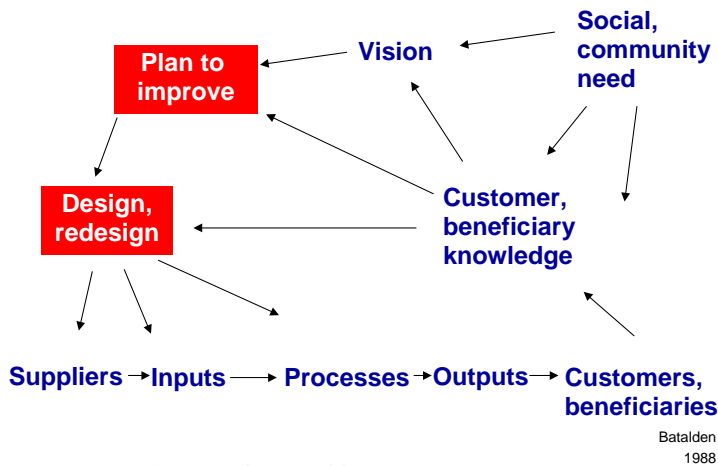 Social,
community
need
Vision
Plan to
improve
Customer,
beneficiary
knowledge
Design,
redesign
Suppliers
Inputs
Processes
Outputs
Customers,
beneficiaries
Batalden
1988